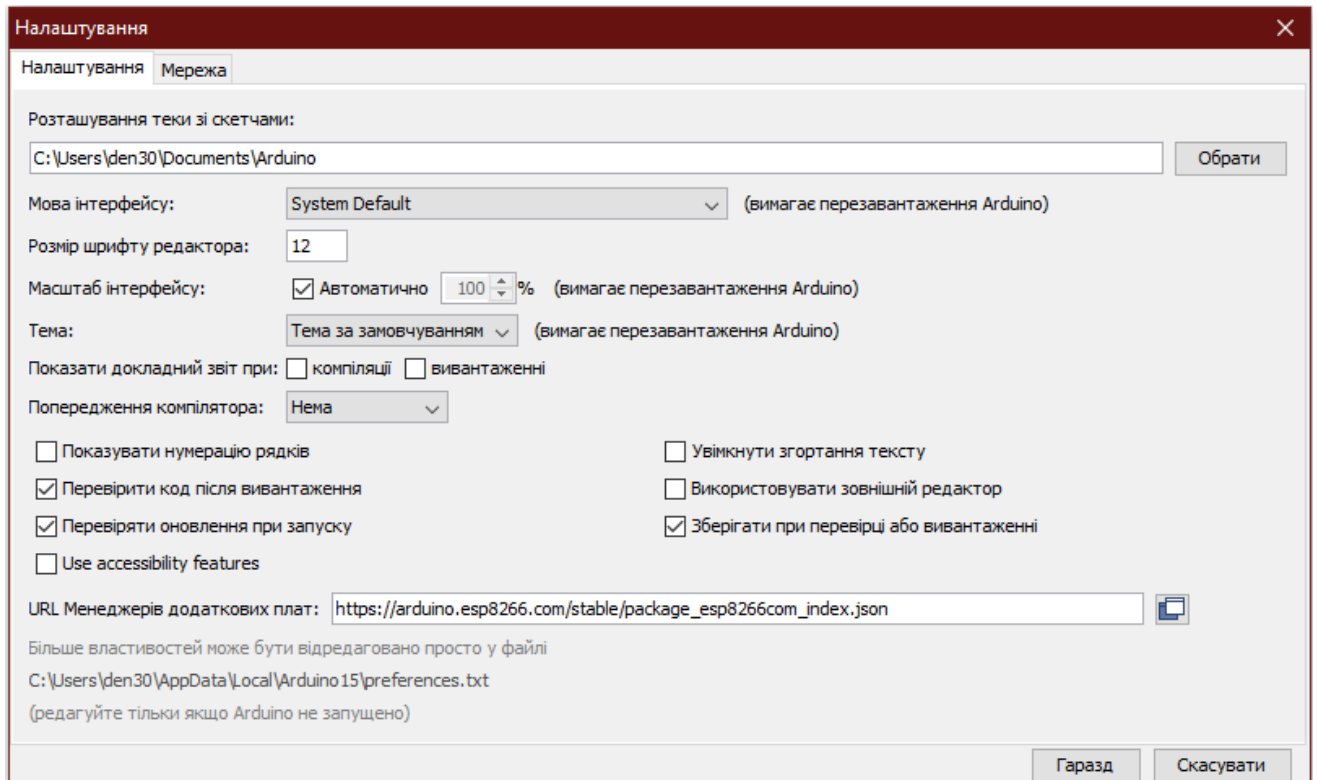 Налаштування
Налаштування Мережа
Розташування теки зі скетчами:
C:\Users\den30\Documents\Arduino Обрати
Мова інтерфейсу: System Default (вимагає перезавантаження Arduino)
Розмір шрифту редактора: 12
Масштаб інтерфейсу: Автоматично 100 % (вимагає перезавантаження Arduino)
Тема: Тема за замовчуванням (вимагає перезавантаження Arduino)
Показати докладний звіт при: компіляції вивантаженні
Попередження компілятора: Нема
Показувати нумерацію рядків Увімкнути згортання тексту
Перевірити код після вивантаження Використовувати зовнішній редактор
Перевіряти оновлення при запуску Зберігати при перевірці або вивантаженні
Use accessibility features
URL Менеджерів додаткових плат: https://arduino.esp8266.com/stable/package_esp8266com_index.json
Більше властивостей може бути відредаговано просто у файлі
C:\Users\den30\AppData\Local\Arduino15\preferences.txt
(редагуйте тільки якщо Arduino не запущено)
Гаразд Скасувати